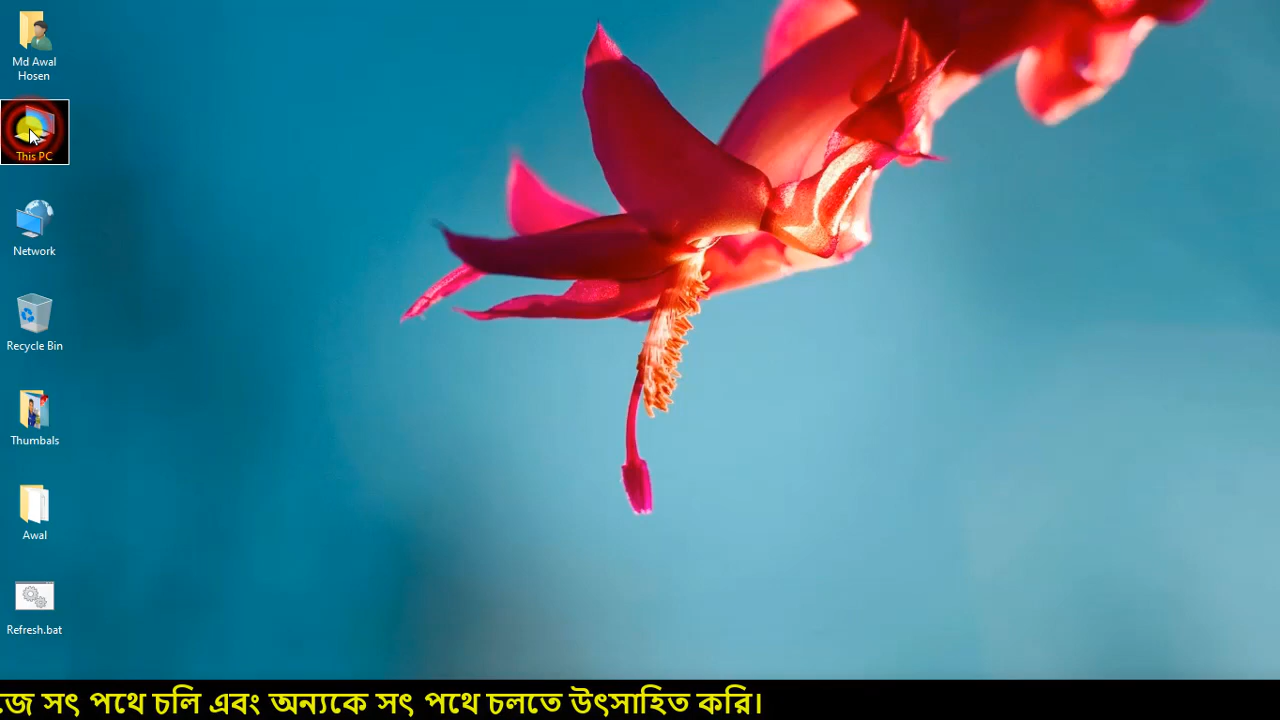 Md Awal
Hosen
This PC
Network
Recycle Bin
Thumbals
Awal
Refresh.bat
সৎ পথে চলি এবং অন্যকে সৎ পথে চলতে উৎসাহিত করি।